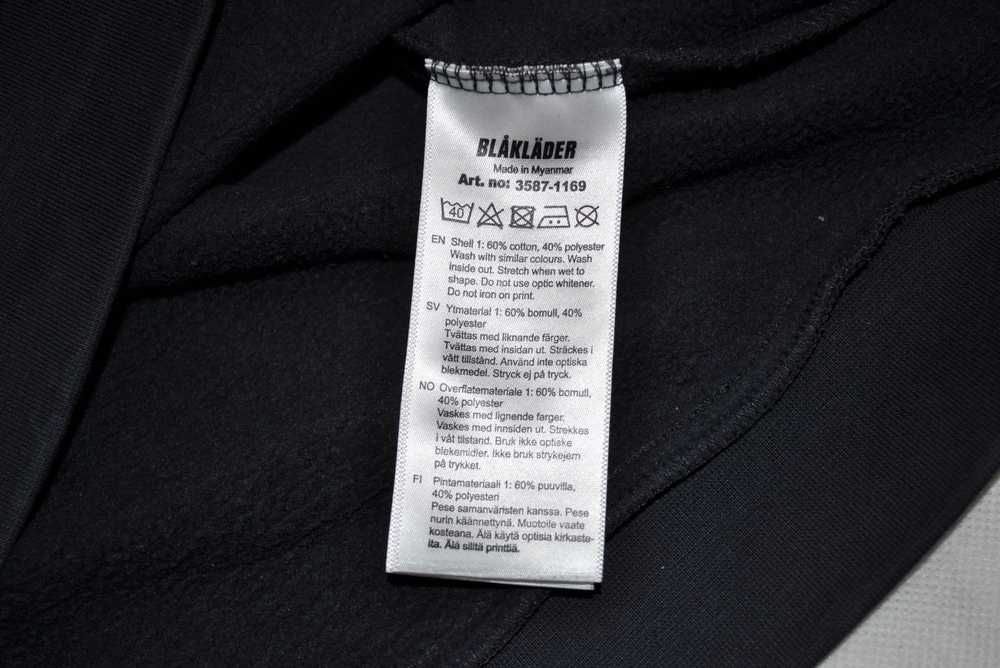 BLÅKLÄDER
Made in Myanmar
Art. no: 3587-1169
40
EN Shell 1: 60% cotton, 40% polyester
Wash with similar colours. Wash
inside out. Stretch when wet to
shape. Do not use optic whitener.
Do not iron on print.
SV Ytmaterial 1: 60% bomull, 40%
polyester
Tvättas med liknande färger.
Tvättas med insidan ut. Sträckes i
vått tillstånd. Använd inte optiska
blekmedel. Stryck ej på tryck.
NO Overflatemateriale 1: 60% bomull,
40% polyester
Vaskes med lignende farger.
Vaskes med innsiden ut. Strekkes
i våt tilstand. Bruk ikke optiske
blekemidler. Ikke bruk strykejern
på trykket.
FI Pintamateriaali 1: 60% puuvilla,
40% polyesteri
Pese samanväristen kanssa. Pese
nurin käännettynä. Muotoile vaate
kosteana. Älä käytä optisia kirkaste-
ita. Älä silitä printtiä.